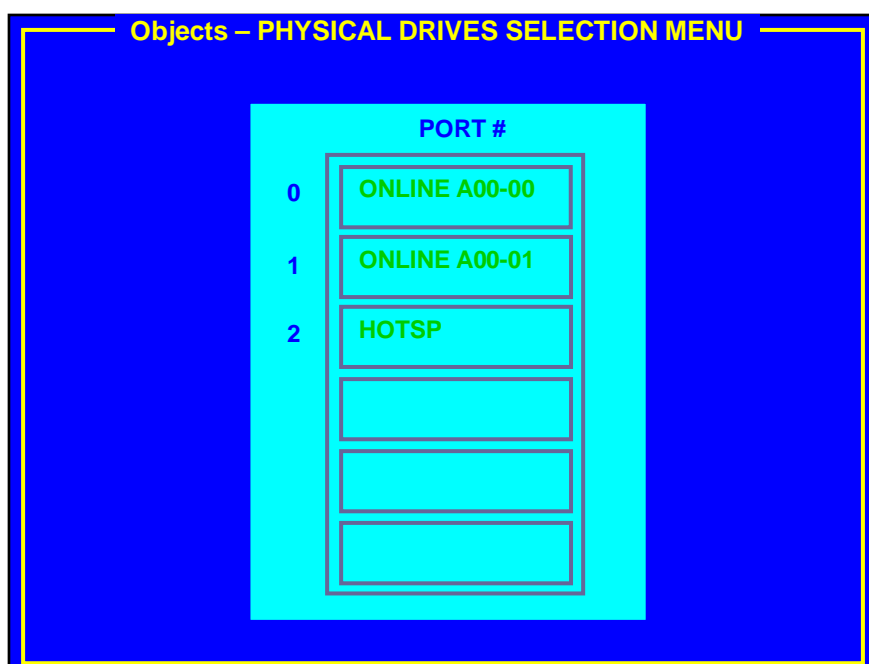 Objects – PHYSICAL DRIVES SELECTION MENU
PORT #
0 ONLINE A00-00
1 ONLINE A00-01
2 HOTSP